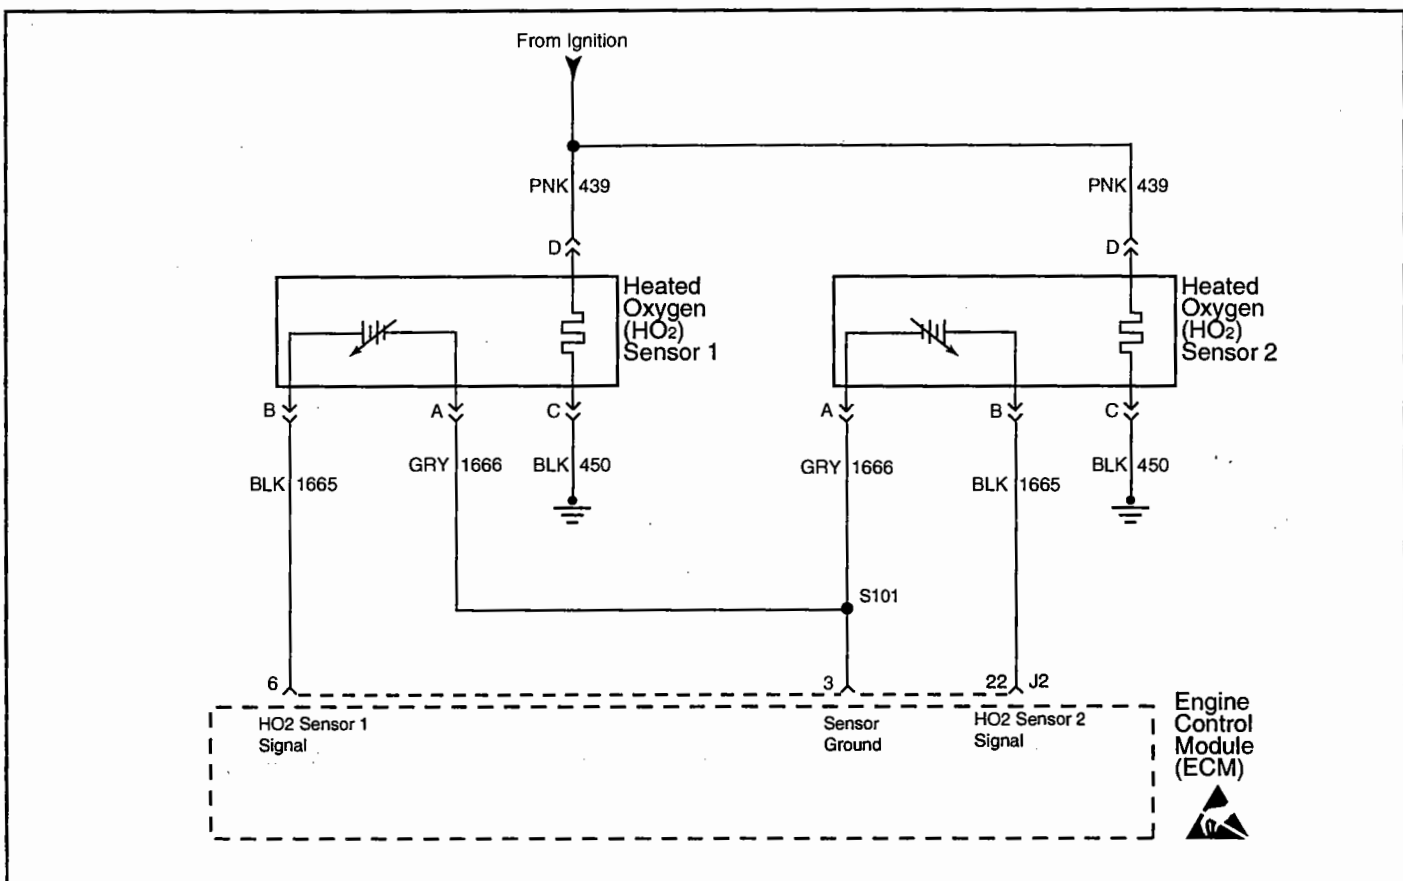 From Ignition
PNK 439
PNK 439
D
D
Heated
Oxygen
(HO2)
Sensor 1
Heated
Oxygen
(HO2)
Sensor 2
B
A
C
A
B
C
GRY 1666
BLK 450
GRY 1666
BLK 450
BLK 1665
BLK 1665
S101
6
3
22
J2
HO2 Sensor 1
Signal
Sensor
Ground
HO2 Sensor 2
Signal
Engine
Control
Module
(ECM)